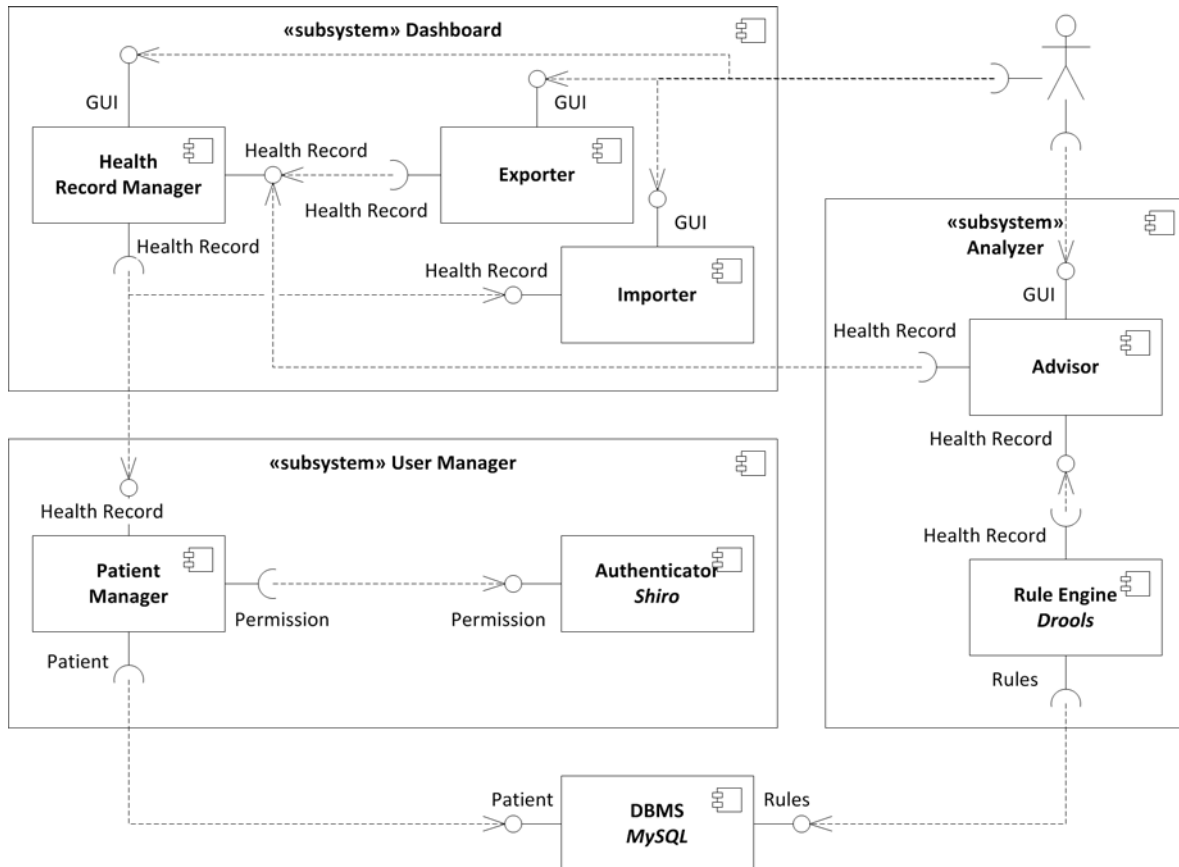 «subsystem» Dashboard
GUI
GUI
Health
Record Manager
Health Record
Health Record
Exporter
Health Record
GUI
Health Record
Importer
«subsystem»
Analyzer
GUI
Health Record
Advisor
Health Record
Health Record
Rule Engine
Drools
Rules
«subsystem» User Manager
Health Record
Patient
Manager
Permission
Permission
Authenticator
Shiro
Patient
Patient
DBMS
MySQL
Rules